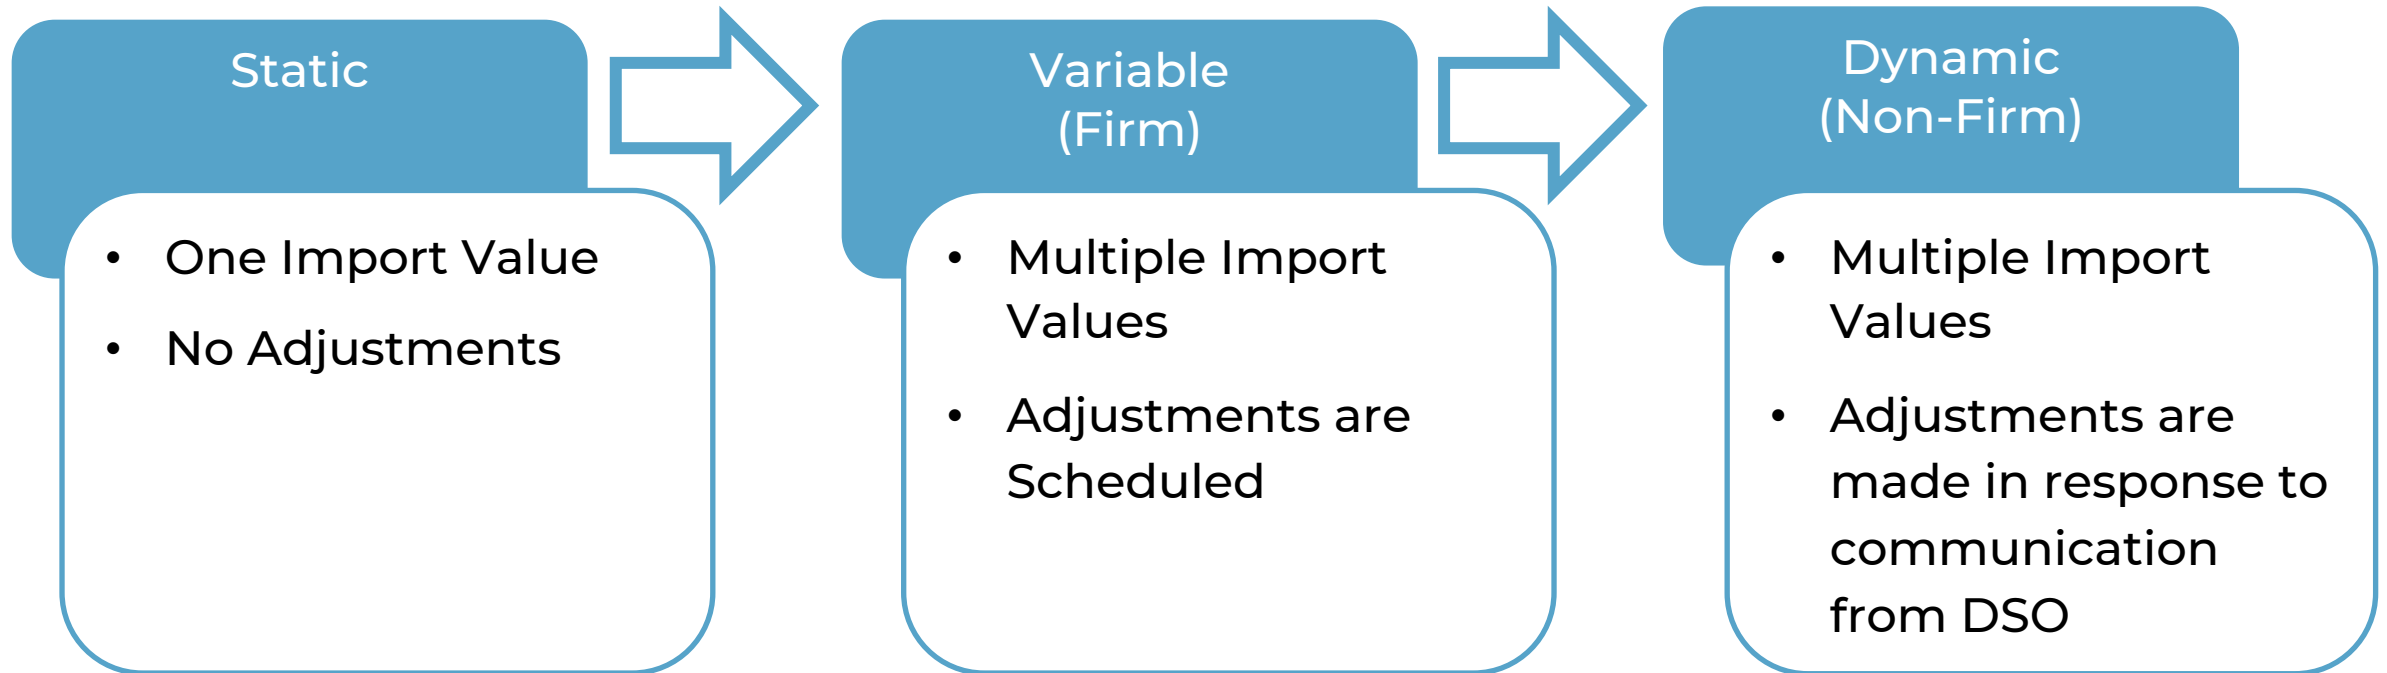 Static
• One Import Value
• No Adjustments
Variable
(Firm)
• Multiple Import
Values
• Adjustments are
Scheduled
Dynamic
(Non-Firm)
• Multiple Import
Values
• Adjustments are
made in response to
communication
from DSO